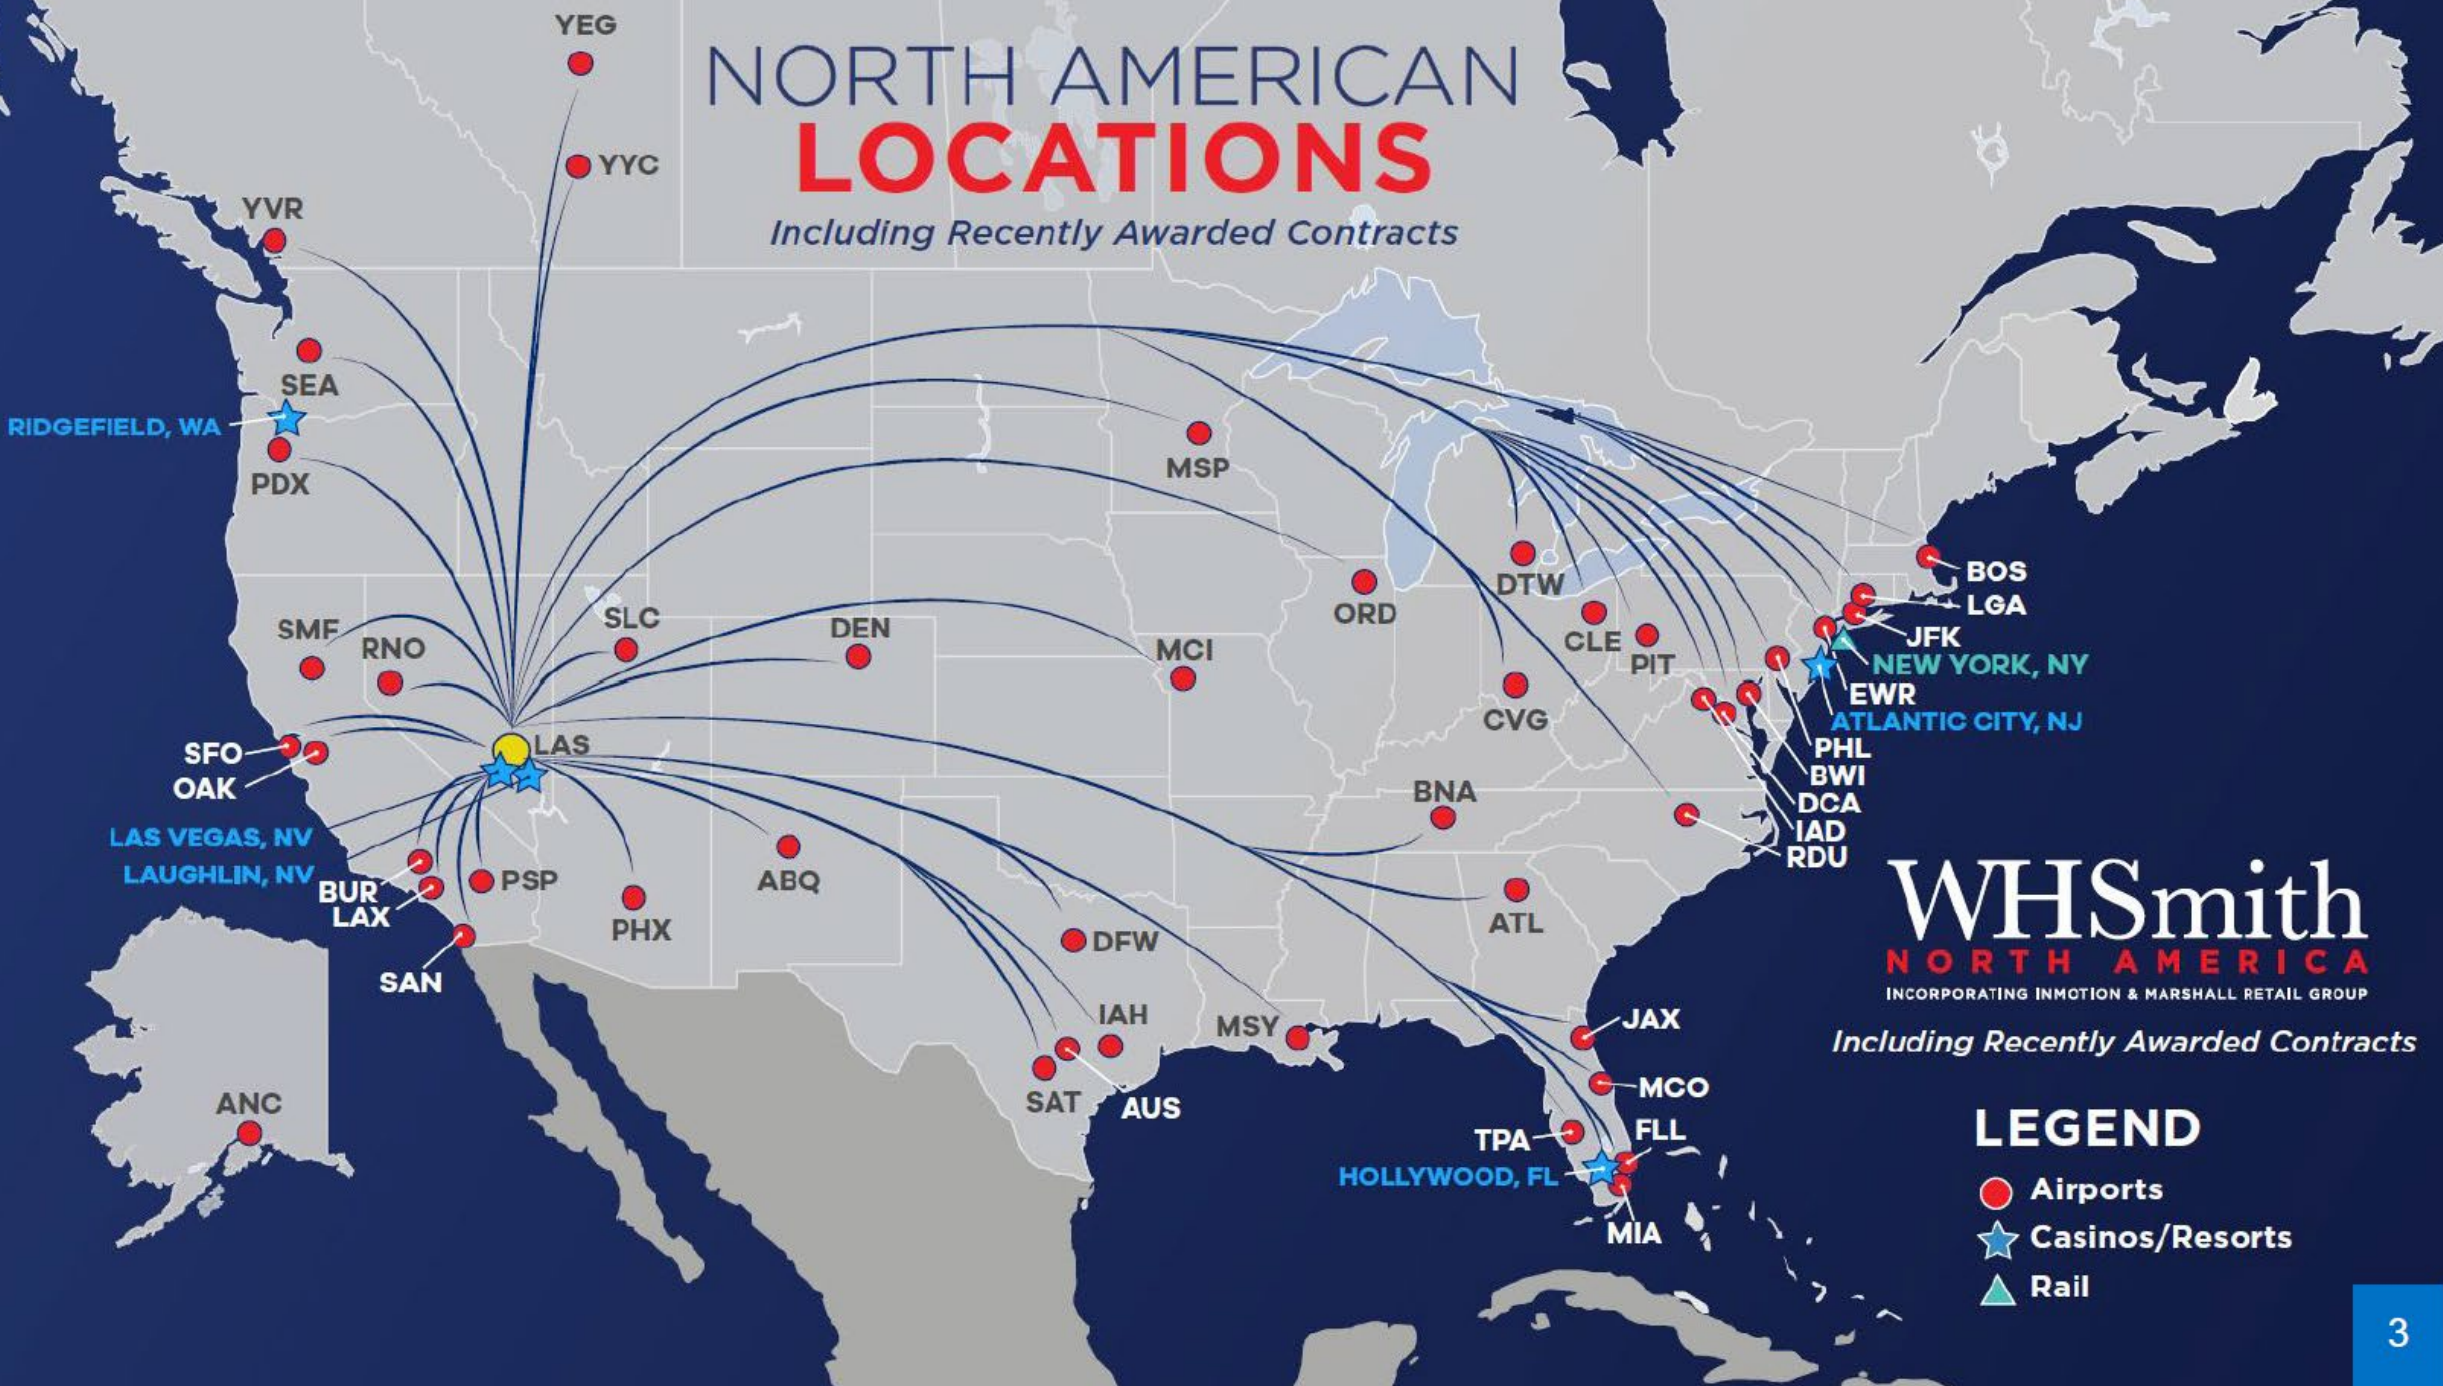 YEG
NORTH AMERICAN
LOCATIONS
Including Recently Awarded Contracts
YYC
YVR
SEA
RIDGEFIELD, WA
PDX
MSP
DTW
BOS
LGA
ORD
SLC
SMF
DEN
RNO
MCI
CLE
JFK
PIT
NEW YORK, NY
EWR
CVG
ATLANTIC CITY, NJ
SFO
LAS
PHL
OAK
BWI
BNA
DCA
LAS VEGAS, NV
IAD
RDU
LAUGHLIN, NV
BUR
PSP
ABQ
LAX
PHX
ATL
DFW
SAN
WHSmith
NORTH AMERICA
INCORPORATING INMOTION & MARSHALL RETAIL GROUP
Including Recently Awarded Contracts
IAH
MSY
JAX
ANC
SAT
AUS
MCO
TPA
FLL
HOLLYWOOD, FL
MIA
LEGEND
Airports
Casinos/Resorts
Rail
3